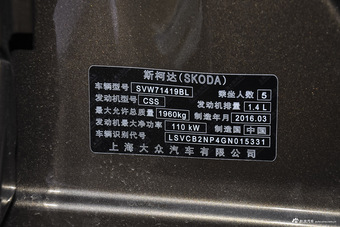 斯柯达(SKODA)
车辆型号 SVW71419BL 乘坐人数 5
发动机型号 CSS 发动机排量 1.4 L
最大允许总质量 1960kg 制造年月 2016.03
发动机最大净功率 110 kW 制造国 中国
车辆识别代号 LSVCB2NP4GN015331
上海大众汽车有限公司